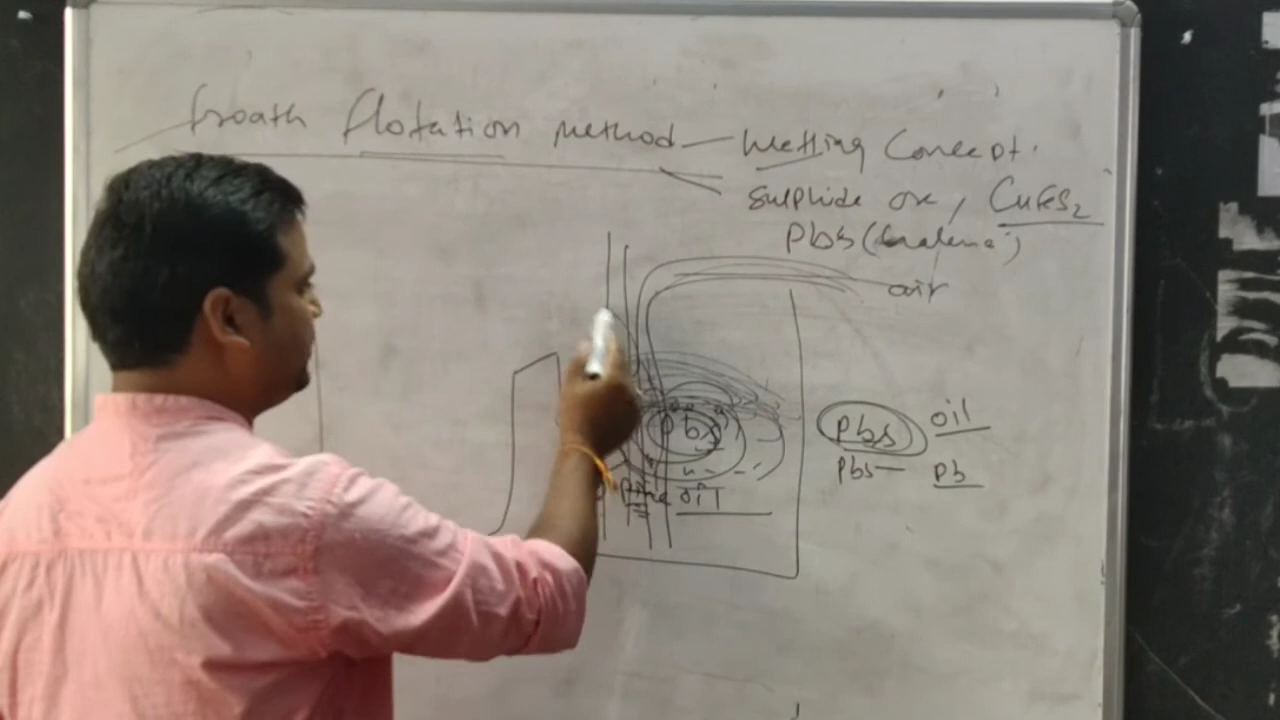 froath flotation method - Wetting Concept.
Sulphide ore, CuFeS2
Pbs (Galena)
air
Pbs
Pbs oil
Pbs - Pb
Pine oil